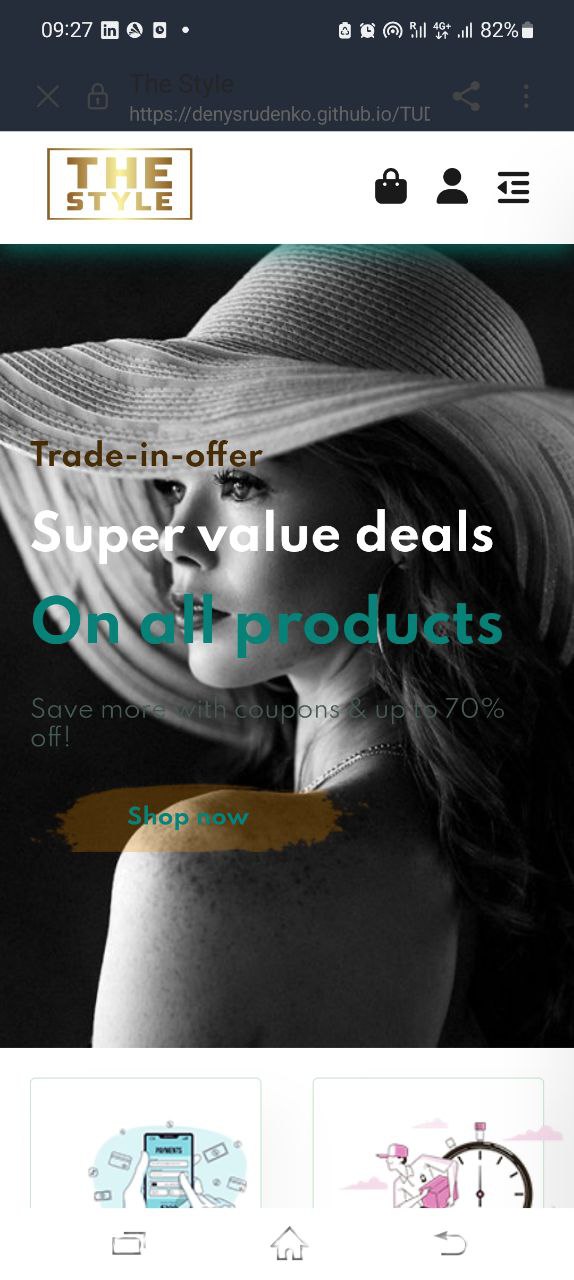 09:27
R
4G+
82%
The Style
https://denysrudenko.github.io/TUD
THE
STYLE
Trade-in-offer
Super value deals
On all products
Save more with coupons & up to 70%
off!
Shop now
PAYMENTS